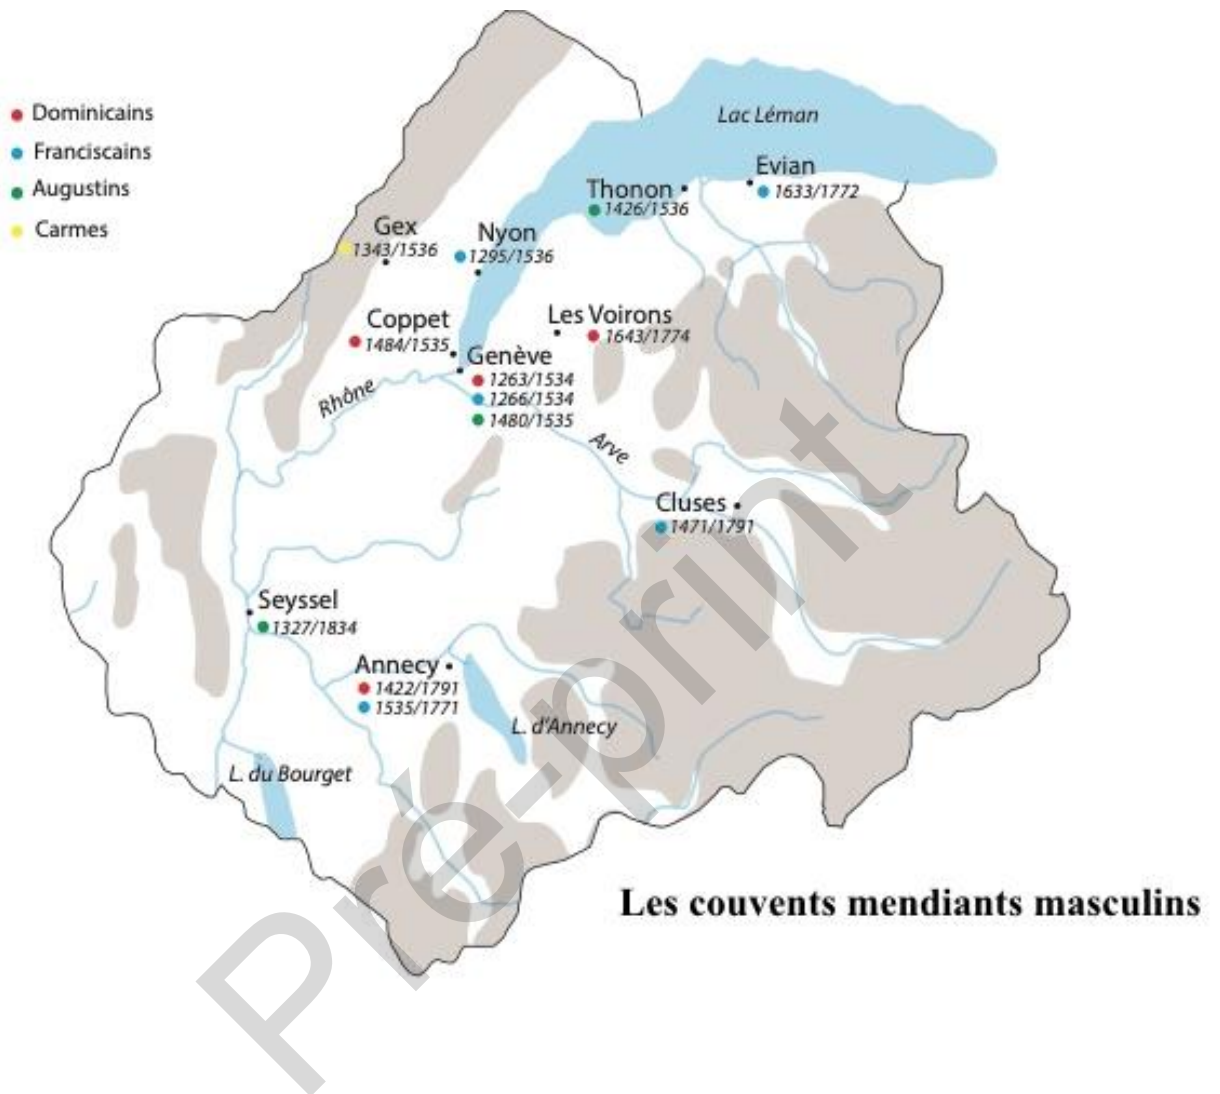 Dominicains
Franciscains
Augustins
Carmes
Lac Léman
Evian
1633/1772
Thonon
1426/1536
Gex
1343/1536
Nyon
1295/1536
Coppet
1484/1535
Les Voirons
1643/1774
Genève
1263/1534
1266/1534
1480/1535
Rhône
Arve
Cluses
1471/1791
Seyssel
1327/1834
Annecy
1422/1791
1535/1771
L. d'Annecy
L. du Bourget
Les couvents mendiants masculins
Pré-print